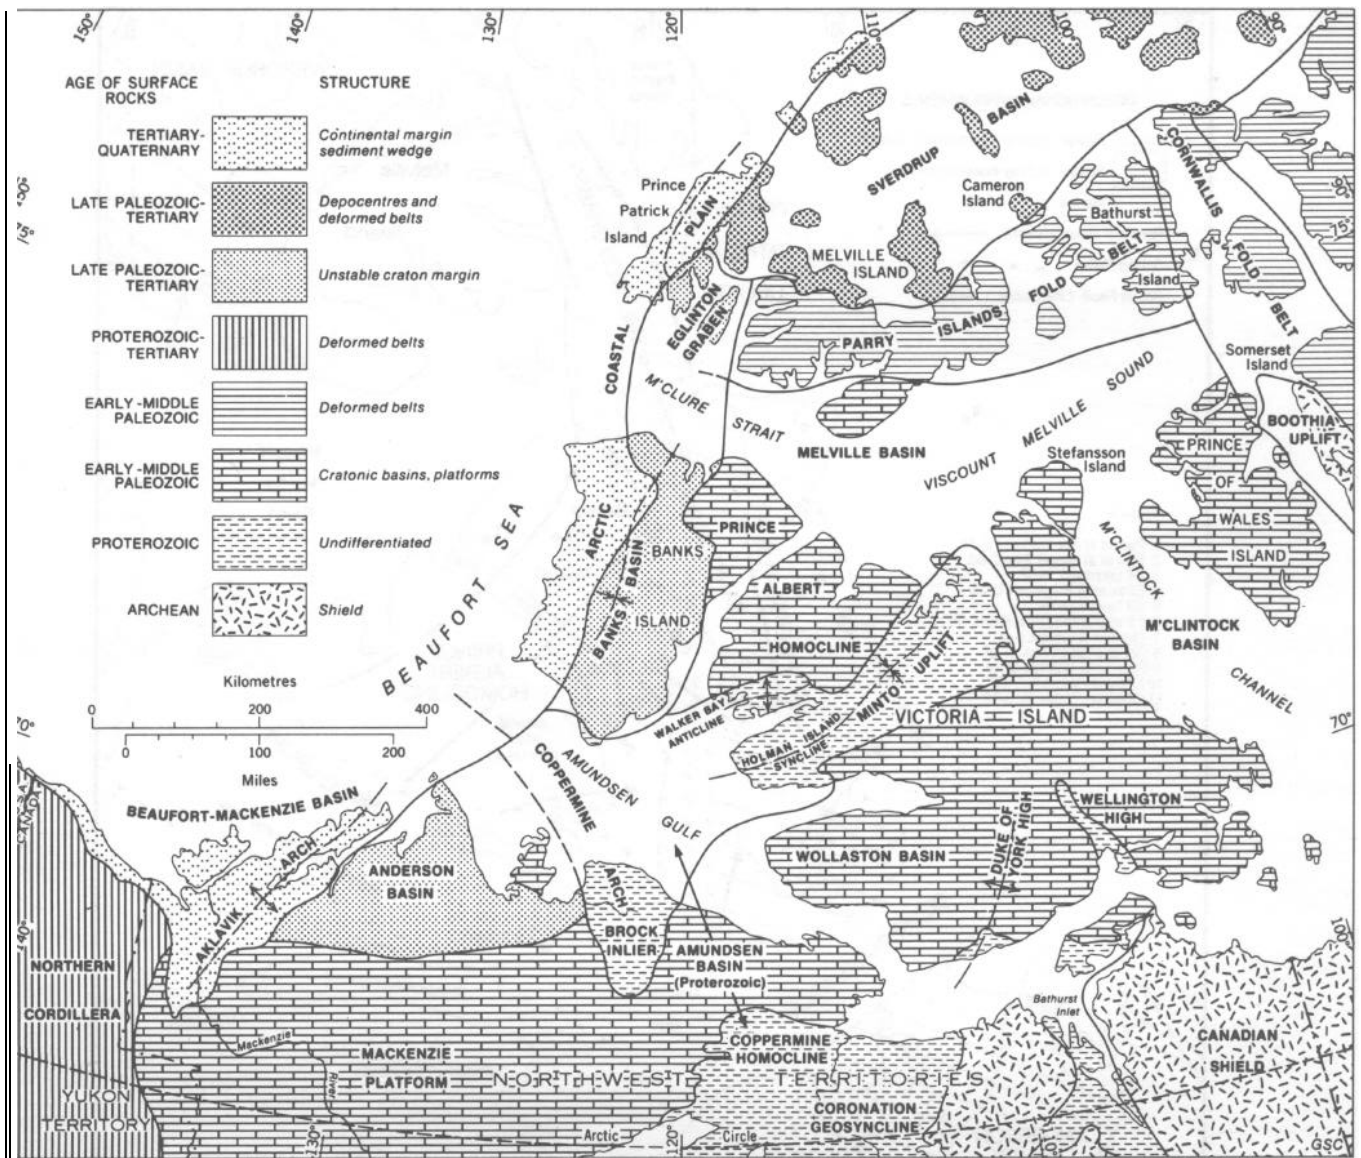 150°
140°
130°
120°
110°
100°
90°
AGE OF SURFACE
ROCKS
STRUCTURE
TERTIARY-
QUATERNARY
Continental margin
sediment wedge
LATE PALEOZOIC-
TERTIARY
Depocentres and
deformed belts
LATE PALEOZOIC-
TERTIARY
Unstable craton margin
PROTEROZOIC-
TERTIARY
Deformed belts
EARLY-MIDDLE
PALEOZOIC
Deformed belts
EARLY-MIDDLE
PALEOZOIC
Cratonic basins, platforms
PROTEROZOIC
Undifferentiated
ARCHEAN
Shield
Kilometres
0 200 400
0 100 200
Miles
75°
70°
140°
90°
75°
70°
SVERDRUP BASIN
CORNWALLIS FOLD BELT
Prince
Patrick
Island
Cameron
Island
Bathurst
Island
MELVILLE
ISLAND
PARRY ISLANDS FOLD BELT
EGLINTON
GRABEN
ARCTIC COASTAL PLAIN
M'CLURE STRAIT
MELVILLE BASIN
VISCOUNT MELVILLE SOUND
Somerset
Island
BOOTHIA
UPLIFT
Stefansson
Island
PRINCE
OF
WALES
ISLAND
M'CLINTOCK CHANNEL
M'CLINTOCK
BASIN
BEAUFORT SEA
BANKS BASIN
BANKS
ISLAND
PRINCE
ALBERT
HOMOCLINE
MINTO UPLIFT
WALKER BAY
ANTICLINE
HOLMAN ISLAND
SYNCLINE
VICTORIA ISLAND
AMUNDSEN GULF
COPPERMINE ARCH
BEAUFORT-MACKENZIE BASIN
AKLAVIK ARCH
ANDERSON
BASIN
WOLLASTON BASIN
DUKE OF
YORK HIGH
WELLINGTON
HIGH
BROCK
INLIER
AMUNDSEN
BASIN
(Proterozoic)
NORTHERN
CORDILLERA
Mackenzie River
MACKENZIE
PLATFORM
COPPERMINE
HOMOCLINE
Bathurst
Inlet
CANADIAN
SHIELD
NORTHWEST TERRITORIES
CORONATION
GEOSYNCLINE
YUKON
TERRITORY
Arctic Circle
130°
120°
GSC